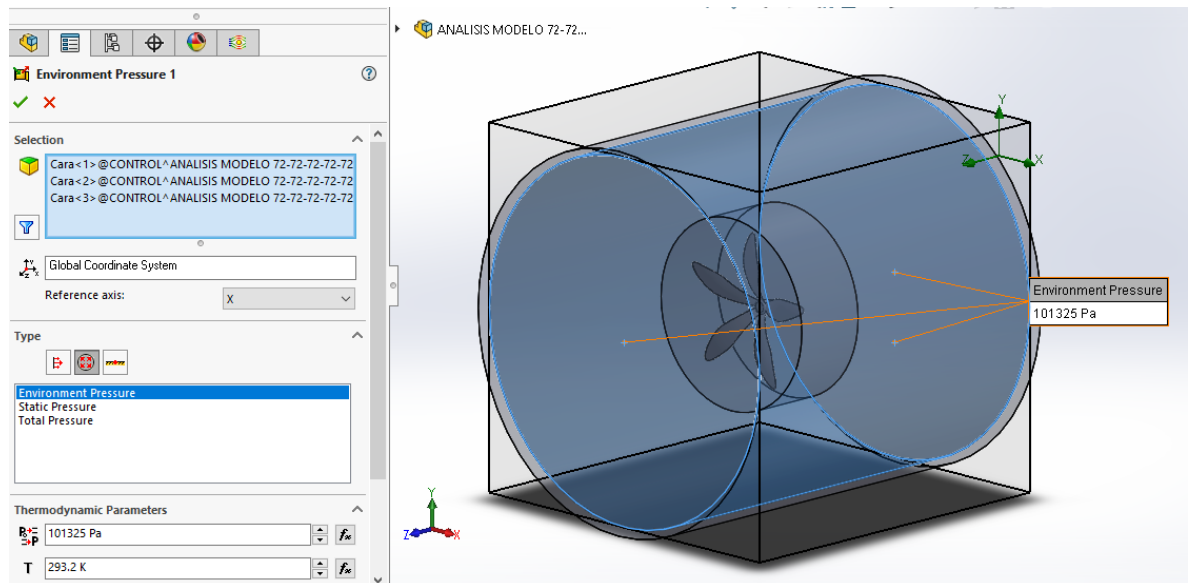 ANALISIS MODELO 72-72...
Environment Pressure 1
Selection
Cara<1>@CONTROL^ANALISIS MODELO 72-72-72-72-72
Cara<2>@CONTROL^ANALISIS MODELO 72-72-72-72-72
Cara<3>@CONTROL^ANALISIS MODELO 72-72-72-72-72
Global Coordinate System
Reference axis:
X
Type
Environment Pressure
Static Pressure
Total Pressure
Thermodynamic Parameters
101325 Pa
T
293.2 K
Y
Z
X
Environment Pressure
101325 Pa
Y
Z
X